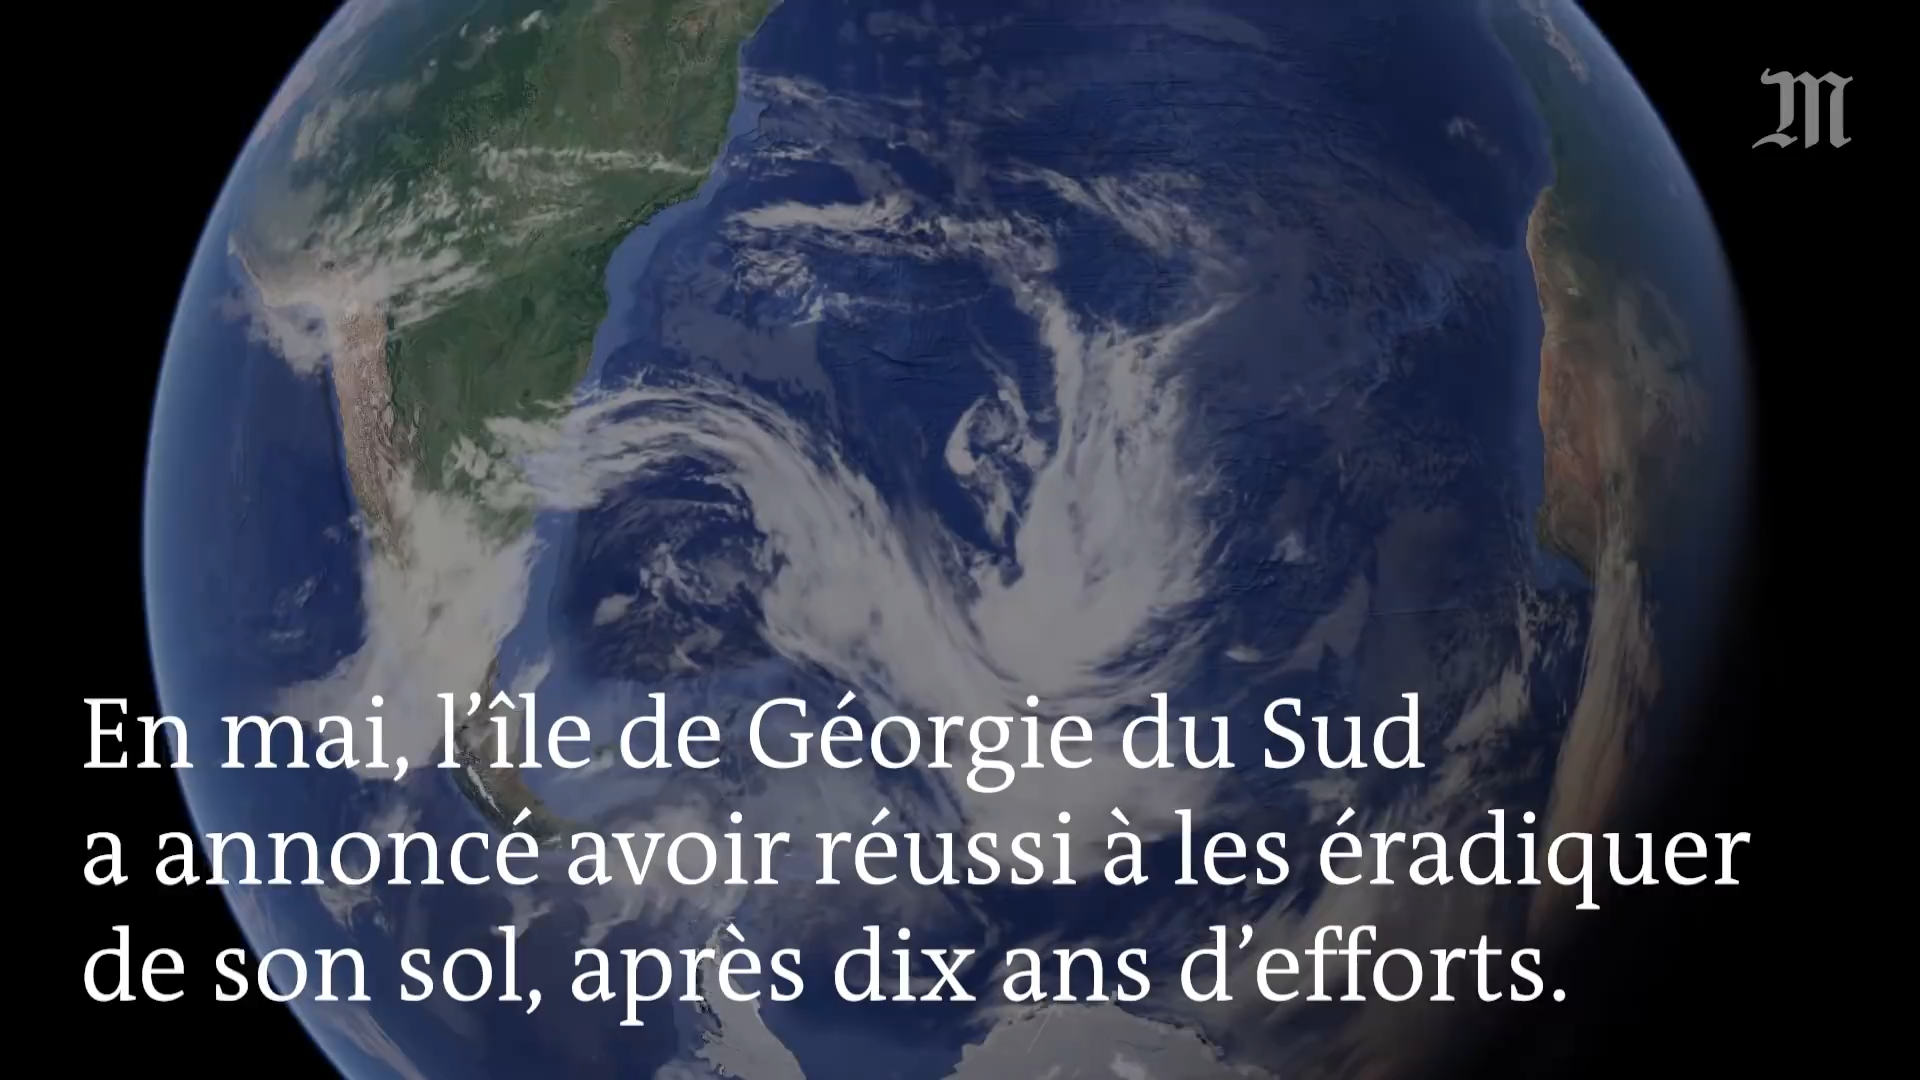 M
En mai, l’île de Géorgie du Sud
a annoncé avoir réussi à les éradiquer
de son sol, après dix ans d’efforts.